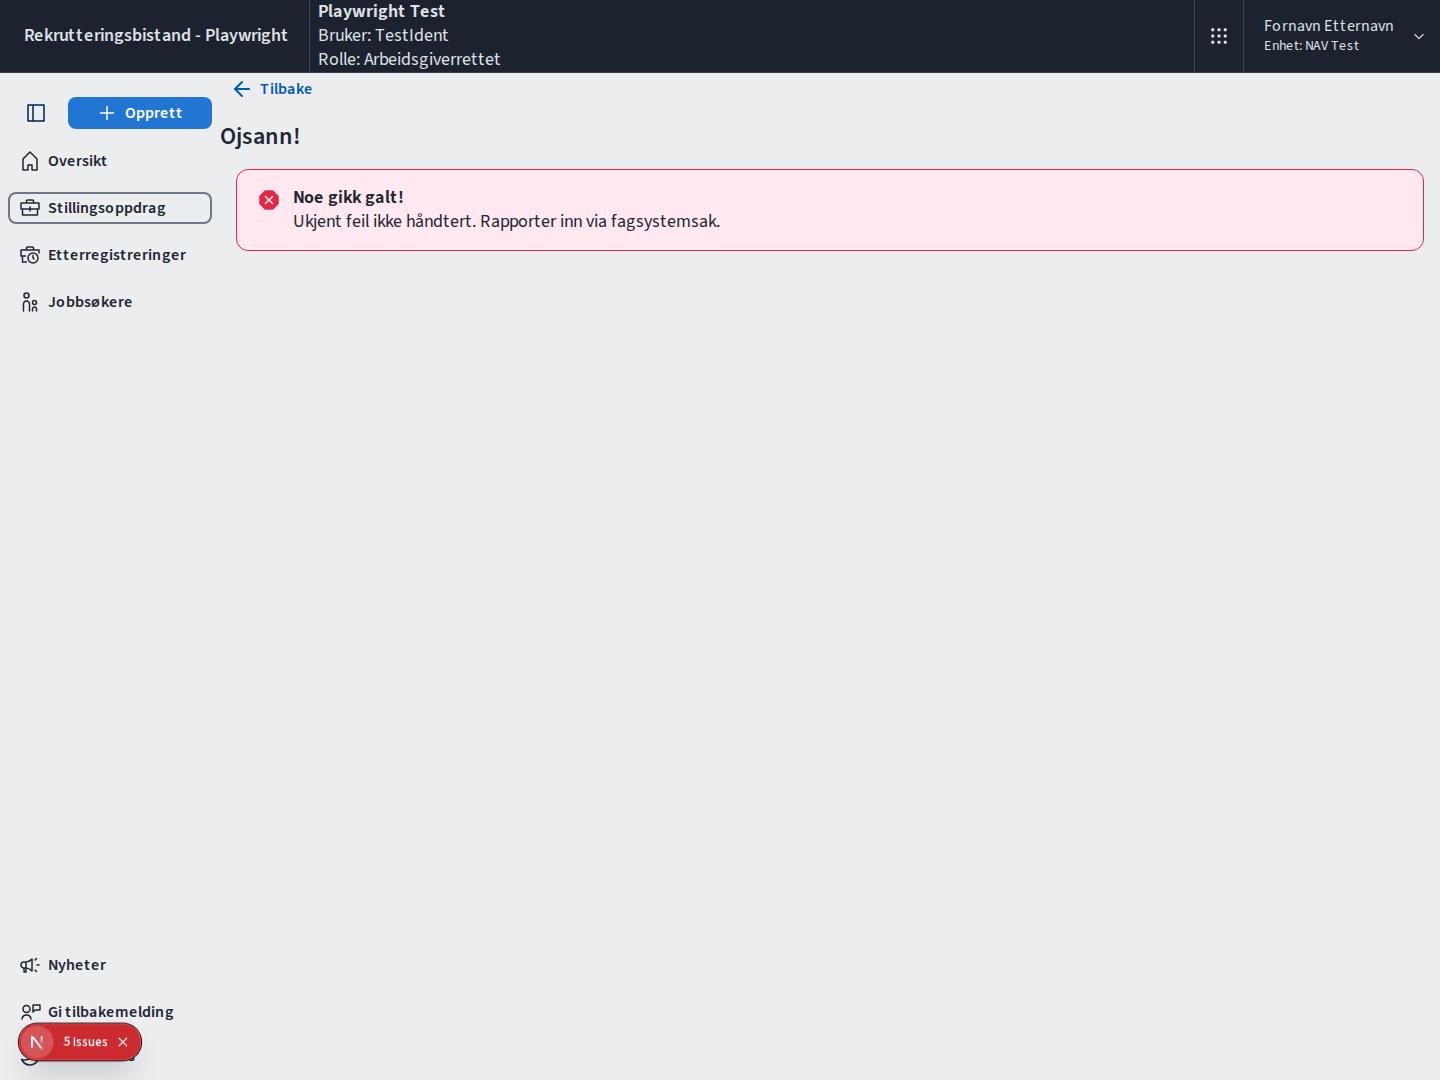 Rekrutteringsbistand - Playwright
Playwright Test
Bruker: TestIdent
Rolle: Arbeidsgiverrettet
Fornavn Etternavn
Enhet: NAV Test
Opprett
Oversikt
Stillingsoppdrag
Etterregistreringer
Jobbsøkere
Tilbake
Ojsann!
Noe gikk galt!
Ukjent feil ikke håndtert. Rapporter inn via fagsystemsak.
Nyheter
Gi tilbakemelding
5 Issues